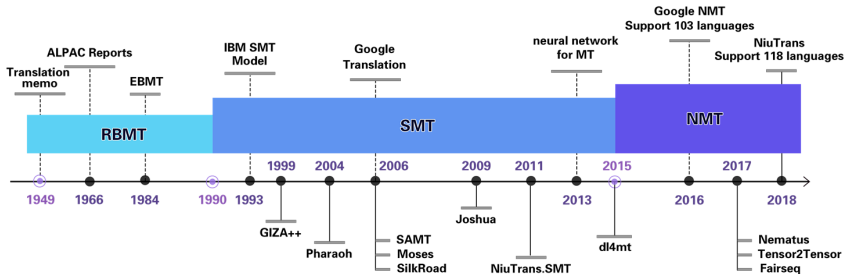 Translation
memo
ALPAC Reports
EBMT
IBM SMT
Model
Google
Translation
neural network
for MT
Google NMT
Support 103 languages
NiuTrans
Support 118 languages
RBMT
SMT
NMT
1999
2004
2006
2009
2011
2015
2017
1949
1966
1984
1990
1993
2013
2016
2018
GIZA++
Pharaoh
SAMT
Moses
SilkRoad
Joshua
NiuTrans.SMT
dl4mt
Nematus
Tensor2Tensor
Fairseq